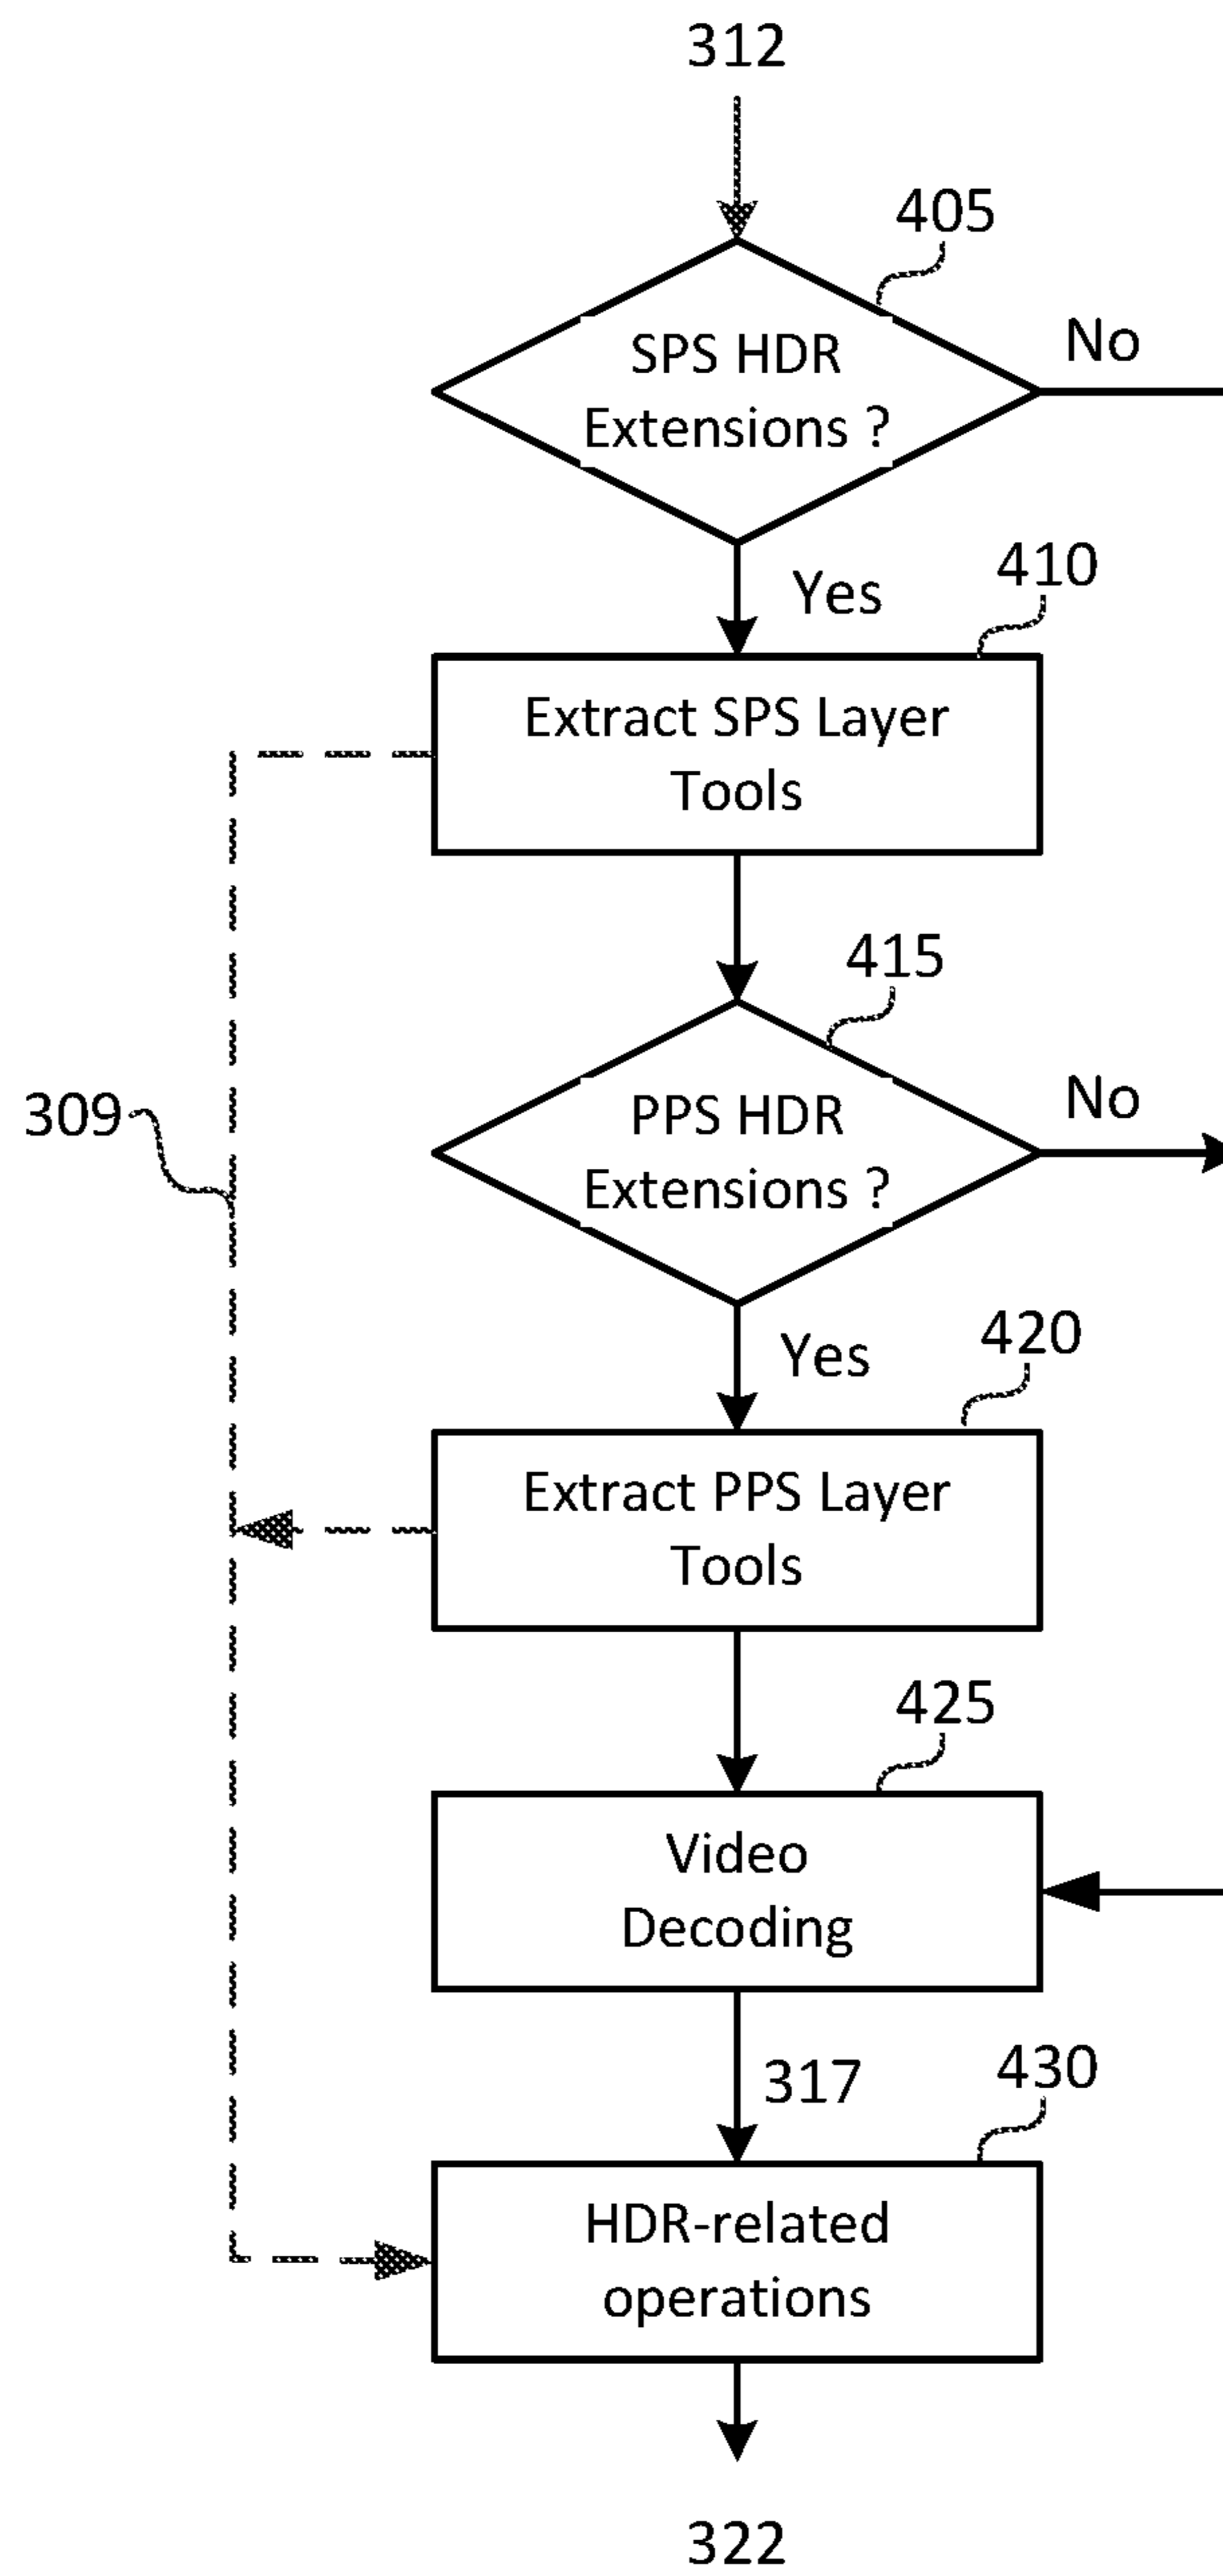 312
405
SPS HDR
Extensions ?
No
Yes
410
Extract SPS Layer
Tools
415
309
PPS HDR
Extensions ?
No
Yes
420
Extract PPS Layer
Tools
425
Video
Decoding
317
430
HDR-related
operations
322